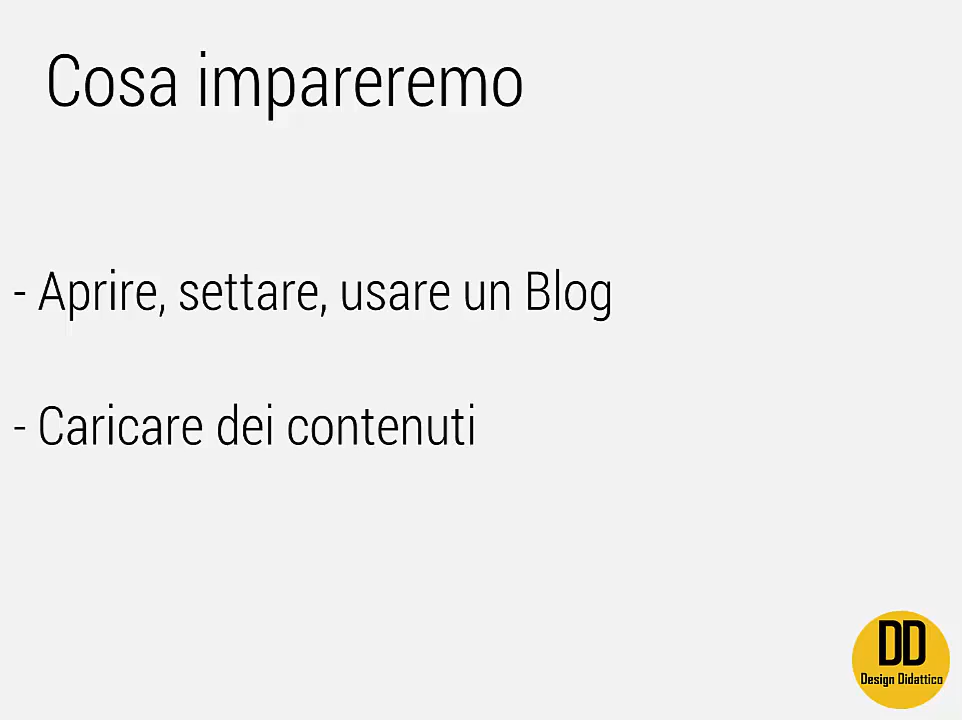 Cosa impareremo
- Aprire, settare, usare un Blog
- Caricare dei contenuti
DD
Design Didattico